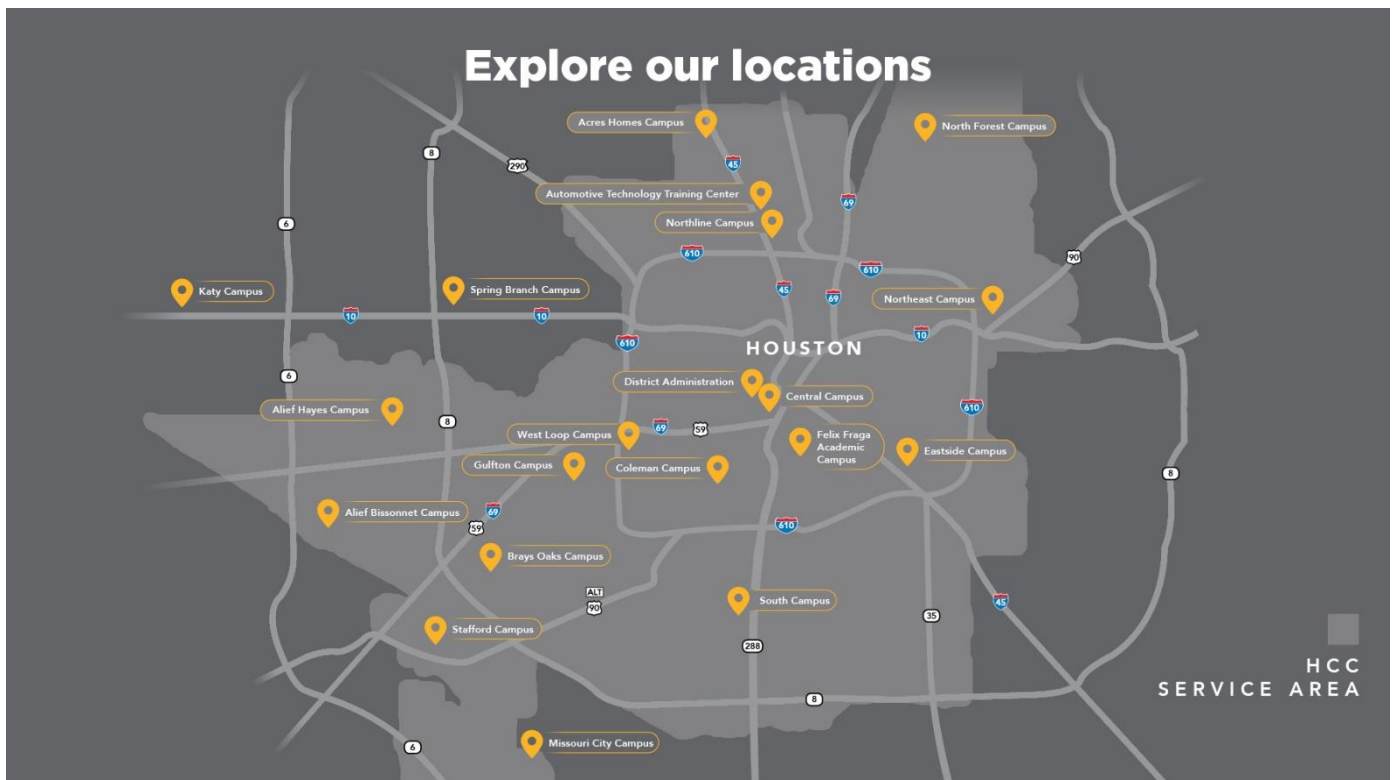 Explore our locations
Acres Homes Campus
North Forest Campus
8
45
290
Automotive Technology Training Center
69
Northline Campus
6
610
90
610
Katy Campus
Spring Branch Campus
45
69
Northeast Campus
10
10
10
610
HOUSTON
6
District Administration
Central Campus
Alief Hayes Campus
610
8
West Loop Campus
69
59
Felix Fraga
Academic
Campus
Eastside Campus
Gulfton Campus
Coleman Campus
8
Alief Bissonnet Campus
69
59
610
Brays Oaks Campus
ALT
90
South Campus
45
35
Stafford Campus
288
HCC
SERVICE AREA
8
6
Missouri City Campus